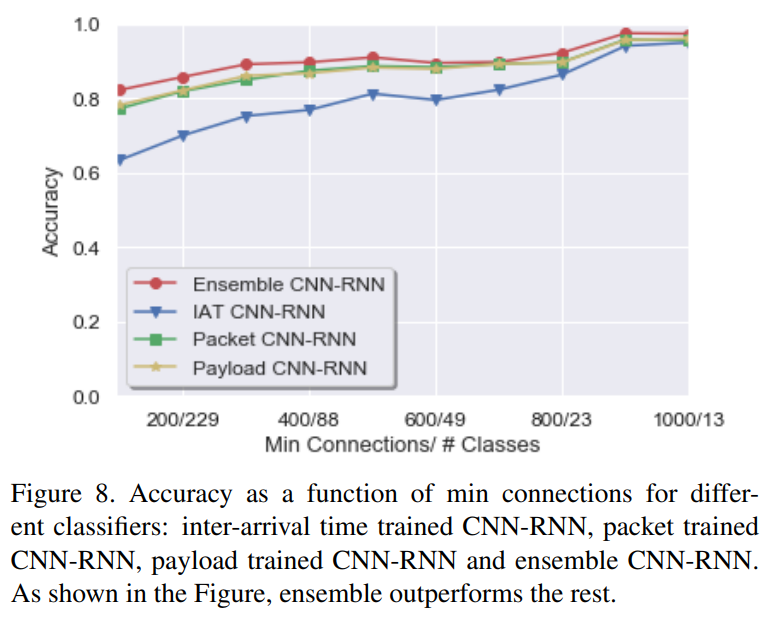 1.0
0.8
0.6
0.4
0.2
0.0
Accuracy
Ensemble CNN-RNN
IAT CNN-RNN
Packet CNN-RNN
Payload CNN-RNN
200/229 400/88 600/49 800/23 1000/13
Min Connections/ # Classes
Figure 8. Accuracy as a function of min connections for differ-
ent classifiers: inter-arrival time trained CNN-RNN, packet trained
CNN-RNN, payload trained CNN-RNN and ensemble CNN-RNN.
As shown in the Figure, ensemble outperforms the rest.